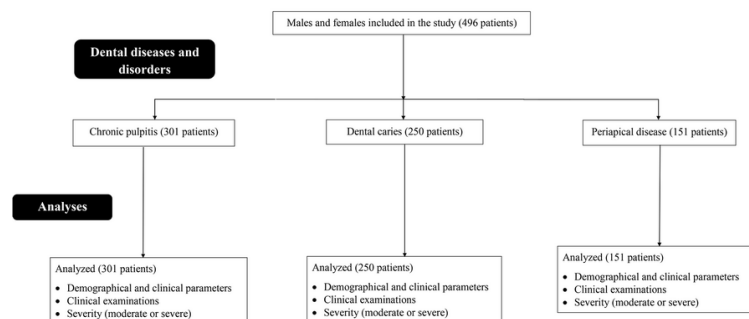 Males and females included in the study (496 patients)
Dental diseases and
disorders
Chronic pulpitis (301 patients)
Dental caries (250 patients)
Periapical disease (151 patients)
Analyses
Analyzed (301 patients)
• Demographical and clinical parameters
• Clinical examinations
• Severity (moderate or severe)
Analyzed (250 patients)
• Demographical and clinical parameters
• Clinical examinations
• Severity (moderate or severe)
Analyzed (151 patients)
• Demographical and clinical parameters
• Clinical examinations
• Severity (moderate or severe)